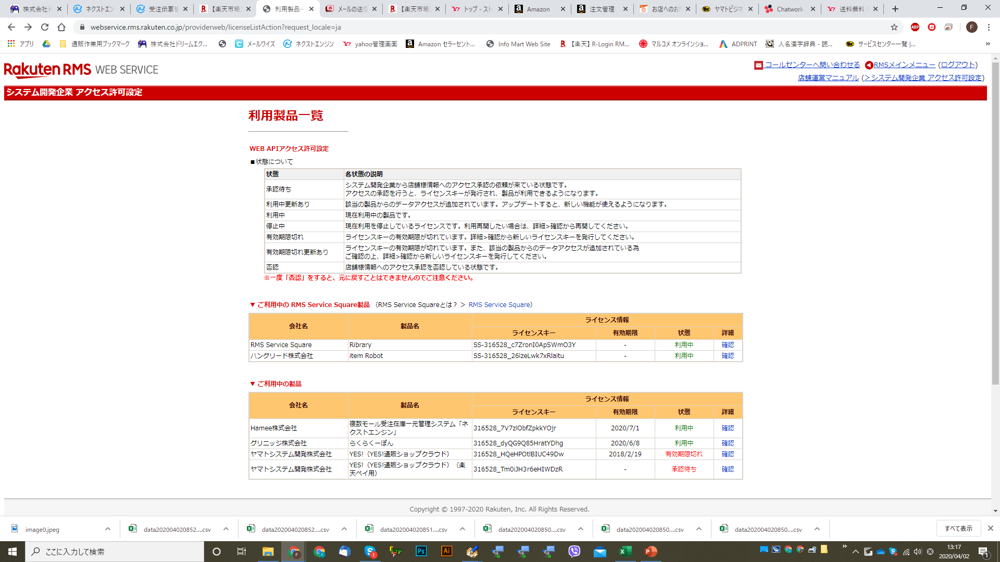 株式会社ド
ネクストエン
受注伝票管
【楽天市場
利用製品一
メールの送信
【楽天市場
トップ - スト
Amazon
注文管理
お店へのお
ヤマトビジネ
Chatwork
送料無料
webservice.rms.rakuten.co.jp/providerweb/licenseListAction?request_locale=ja
アプリ
通販作業用ブックマーク
株式会社ドリームエク...
メールワイズ
ネクストエンジン
yahoo管理画面
Amazon セラーセント...
Info Mart Web Site
【楽天】R-Login RM...
マルコメ オンラインショ...
ADPRINT
人名漢字辞典 - 読...
サービスセンター一覧 |...
Rakuten RMS WEB SERVICE
コールセンターへ問い合わせる RMSメインメニュー (ログアウト)
店舗運営マニュアル (＞システム開発企業 アクセス許可設定)
システム開発企業 アクセス許可設定
利用製品一覧
WEB APIアクセス許可設定
■状態について
状態 各状態の説明
承認待ち システム開発企業から店舗様情報へのアクセス承認の依頼が来ている状態です。
アクセスの承認を行うと、ライセンスキーが発行され、製品が利用できるようになります。
利用中更新あり 該当の製品からのデータアクセスが追加されています。アップデートすると、新しい機能が使えるようになります。
利用中 現在利用中の製品です。
停止中 現在利用を停止しているライセンスです。利用再開したい場合は、詳細>確認から再開してください。
有効期限切れ ライセンスキーの有効期限が切れています。詳細>確認から新しいライセンスキーを発行してください。
有効期限切れ更新あり ライセンスキーの有効期限が切れています。また、該当の製品からのデータアクセスが追加されている為
ご確認の上、詳細>確認から新しいライセンスキーを発行してください。
否認 店舗様情報へのアクセス承認を否認している状態です。
※一度「否認」をすると、元に戻すことはできませんのでご注意ください。
▼ ご利用中の RMS Service Square製品 （RMS Service Squareとは？ ＞ RMS Service Square）
会社名 製品名 ライセンス情報
ライセンスキー 有効期限 状態 詳細
RMS Service Square Ribrary SS-316528_c7ZronI0ApSWmO3Y - 利用中 確認
ハングリード株式会社 item Robot SS-316528_26lzeLwk7xRlaitu - 利用中 確認
▼ ご利用中の製品
会社名 製品名 ライセンス情報
ライセンスキー 有効期限 状態 詳細
Hamee株式会社 複数モール受注在庫一元管理システム「ネクストエンジン」 316528_7V7zlObfZpkkYOjr 2020/7/1 利用中 確認
グリニッジ株式会社 らくらくーぽん 316528_dyQG9Q85HratYDhg 2020/6/8 利用中 確認
ヤマトシステム開発株式会社 YES!（YES!通販ショップクラウド） 316528_HQeHPOtlBIUC49Dw 2018/2/19 有効期限切れ 確認
ヤマトシステム開発株式会社 YES!（YES!通販ショップクラウド）（楽天ペイ用） 316528_Tm0iJH3r6eHIWDzR - 承認待ち 確認
Copyright © 1997-2020 Rakuten, Inc. All Rights Reserved.
image0.jpeg
data202004020852....csv
data202004020852....csv
data202004020851....csv
data202004020850....csv
data202004020850....csv
data202004020850....csv
すべて表示
ここに入力して検索
13:17
2020/04/02